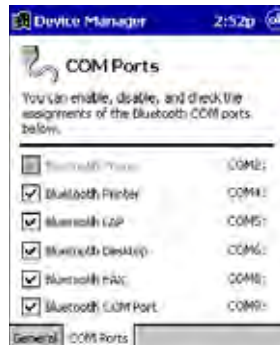 Device Manager 2:52p
COM Ports
You can enable, disable, and check the
assignments of the Bluetooth COM ports
below.
Bluetooth COM2:
Bluetooth Printer COM4:
Bluetooth LAP COM5:
Bluetooth Desktop COM6:
Bluetooth FAX COM8:
Bluetooth COM Port COM9:
General COM Ports